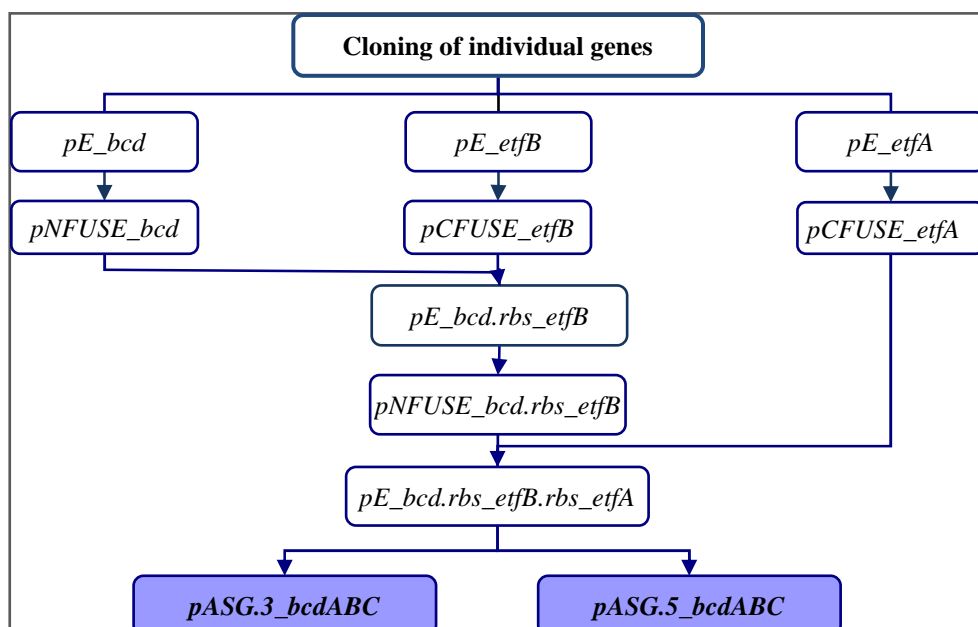 Cloning of individual genes
pE_bcd
pE_etfB
pE_etfA
pNFUSE_bcd
pCFUSE_etfB
pCFUSE_etfA
pE_bcd.rbs_etfB
pNFUSE_bcd.rbs_etfB
pE_bcd.rbs_etfB.rbs_etfA
pASG.3_bcdABC
pASG.5_bcdABC